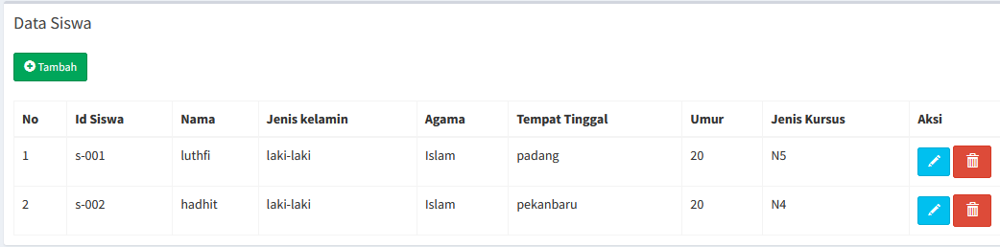 Data Siswa
Tambah
No Id Siswa Nama Jenis kelamin Agama Tempat Tinggal Umur Jenis Kursus Aksi
1 s-001 luthfi laki-laki Islam padang 20 N5
2 s-002 hadhit laki-laki Islam pekanbaru 20 N4